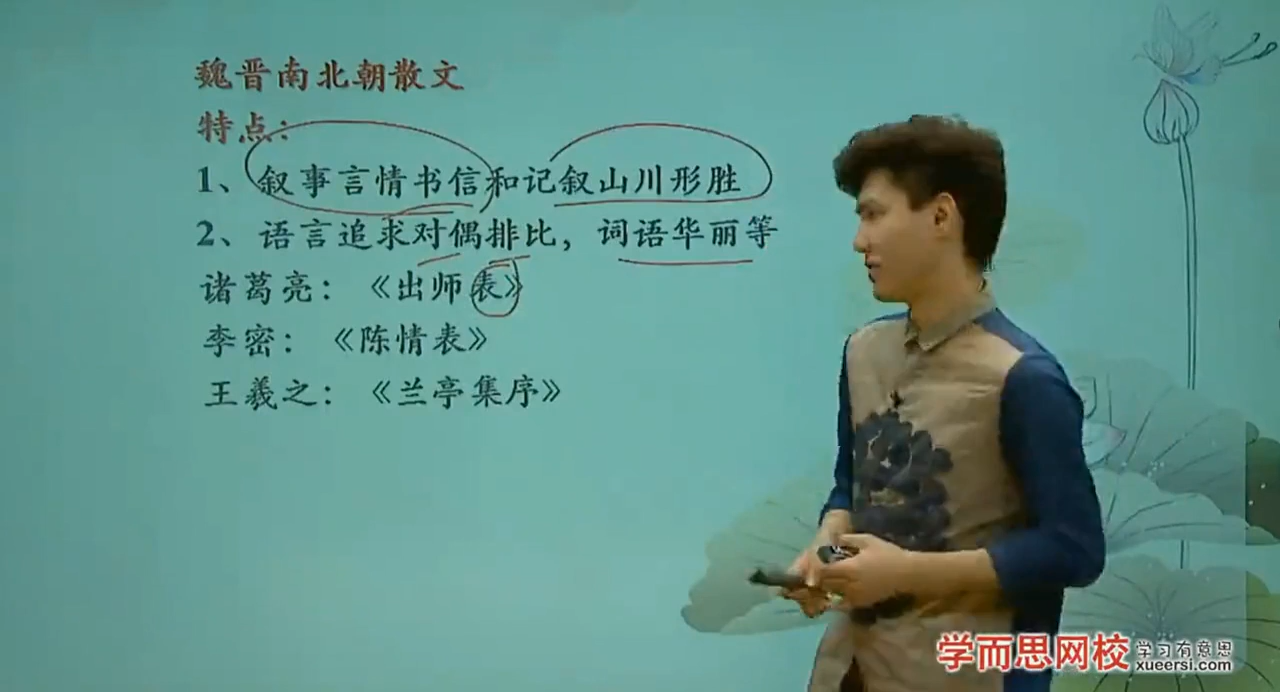 魏晋南北朝散文
特点：
1、叙事言情书信和记叙山川形胜
2、语言追求对偶排比，词语华丽等
诸葛亮：《出师表》
李密：《陈情表》
王羲之：《兰亭集序》
学而思网校 学习有意思
xueersi.com